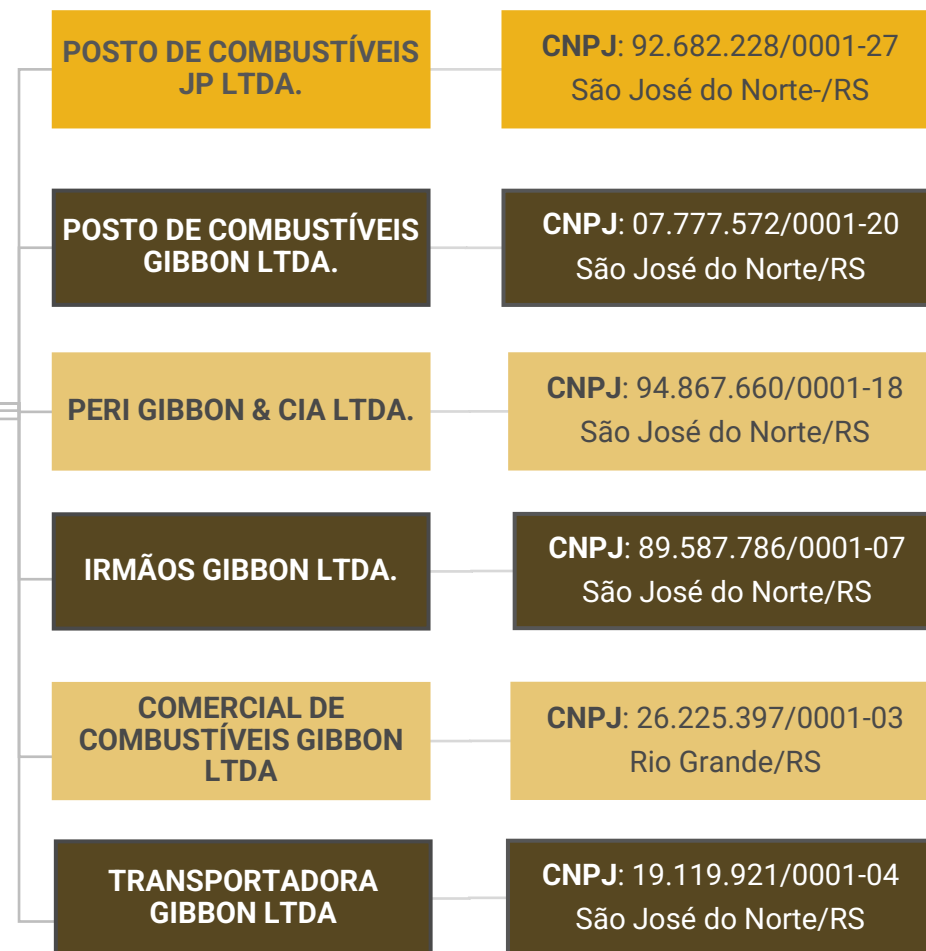 POSTO DE COMBUSTÍVEIS
JP LTDA.
CNPJ: 92.682.228/0001-27
São José do Norte-/RS
POSTO DE COMBUSTÍVEIS
GIBBON LTDA.
CNPJ: 07.777.572/0001-20
São José do Norte/RS
PERI GIBBON & CIA LTDA.
CNPJ: 94.867.660/0001-18
São José do Norte/RS
IRMÃOS GIBBON LTDA.
CNPJ: 89.587.786/0001-07
São José do Norte/RS
COMERCIAL DE
COMBUSTÍVEIS GIBBON
LTDA
CNPJ: 26.225.397/0001-03
Rio Grande/RS
TRANSPORTADORA
GIBBON LTDA
CNPJ: 19.119.921/0001-04
São José do Norte/RS